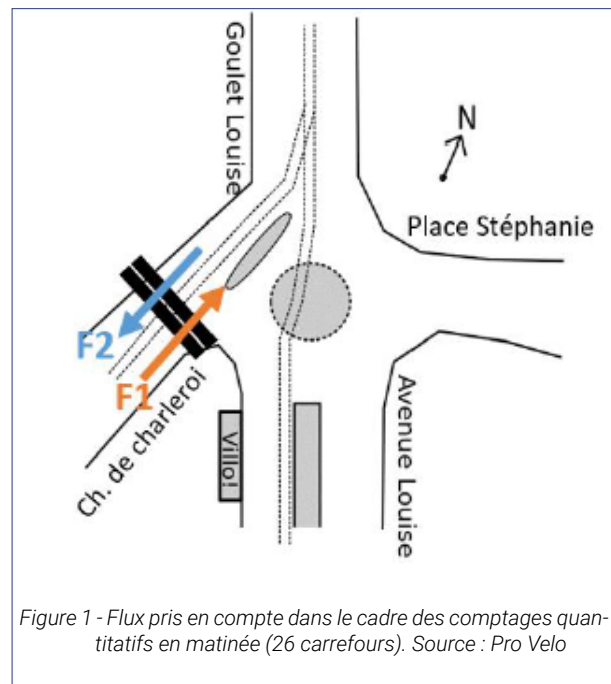 Goulet Louise
N
Place Stéphanie
F2
F1
Ch. de charleroi
Villo!
Avenue Louise
Figure 1 - Flux pris en compte dans le cadre des comptages quan-
titatifs en matinée (26 carrefours). Source : Pro Velo